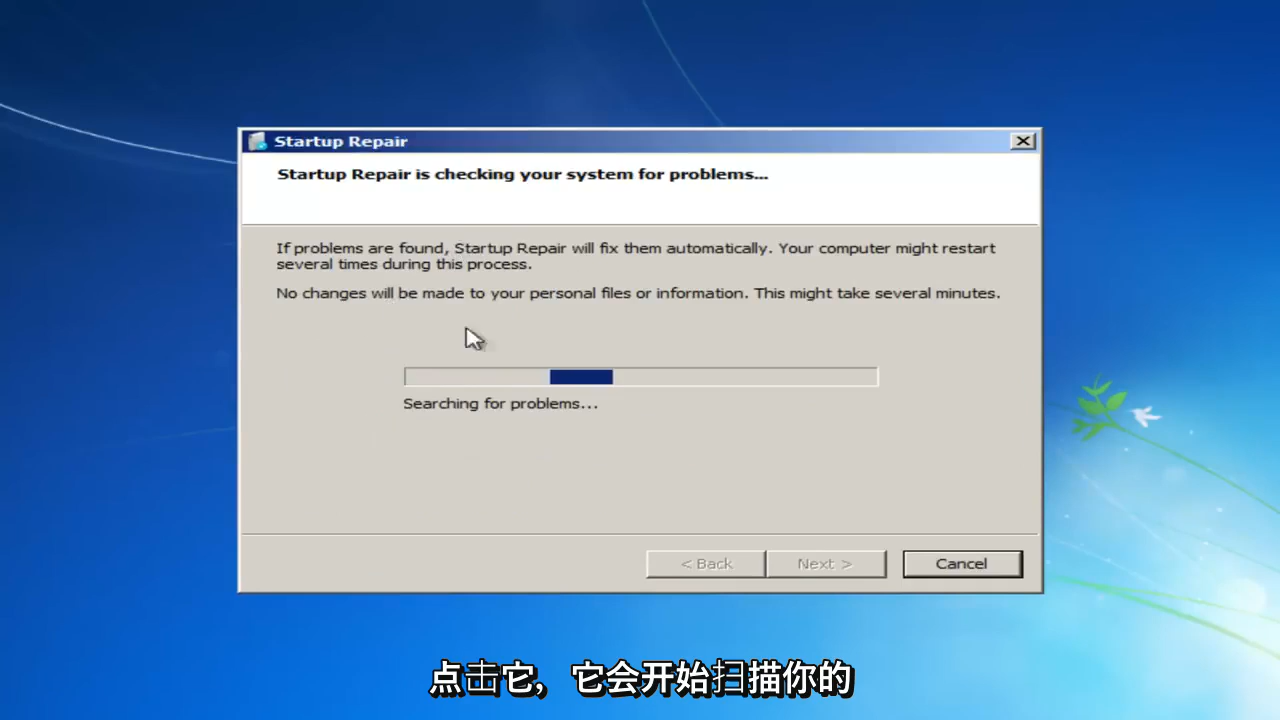 Startup Repair
Startup Repair is checking your system for problems...
If problems are found, Startup Repair will fix them automatically. Your computer might restart
several times during this process.
No changes will be made to your personal files or information. This might take several minutes.
Searching for problems...
< Back
Next >
Cancel
点击它，它会开始扫描你的